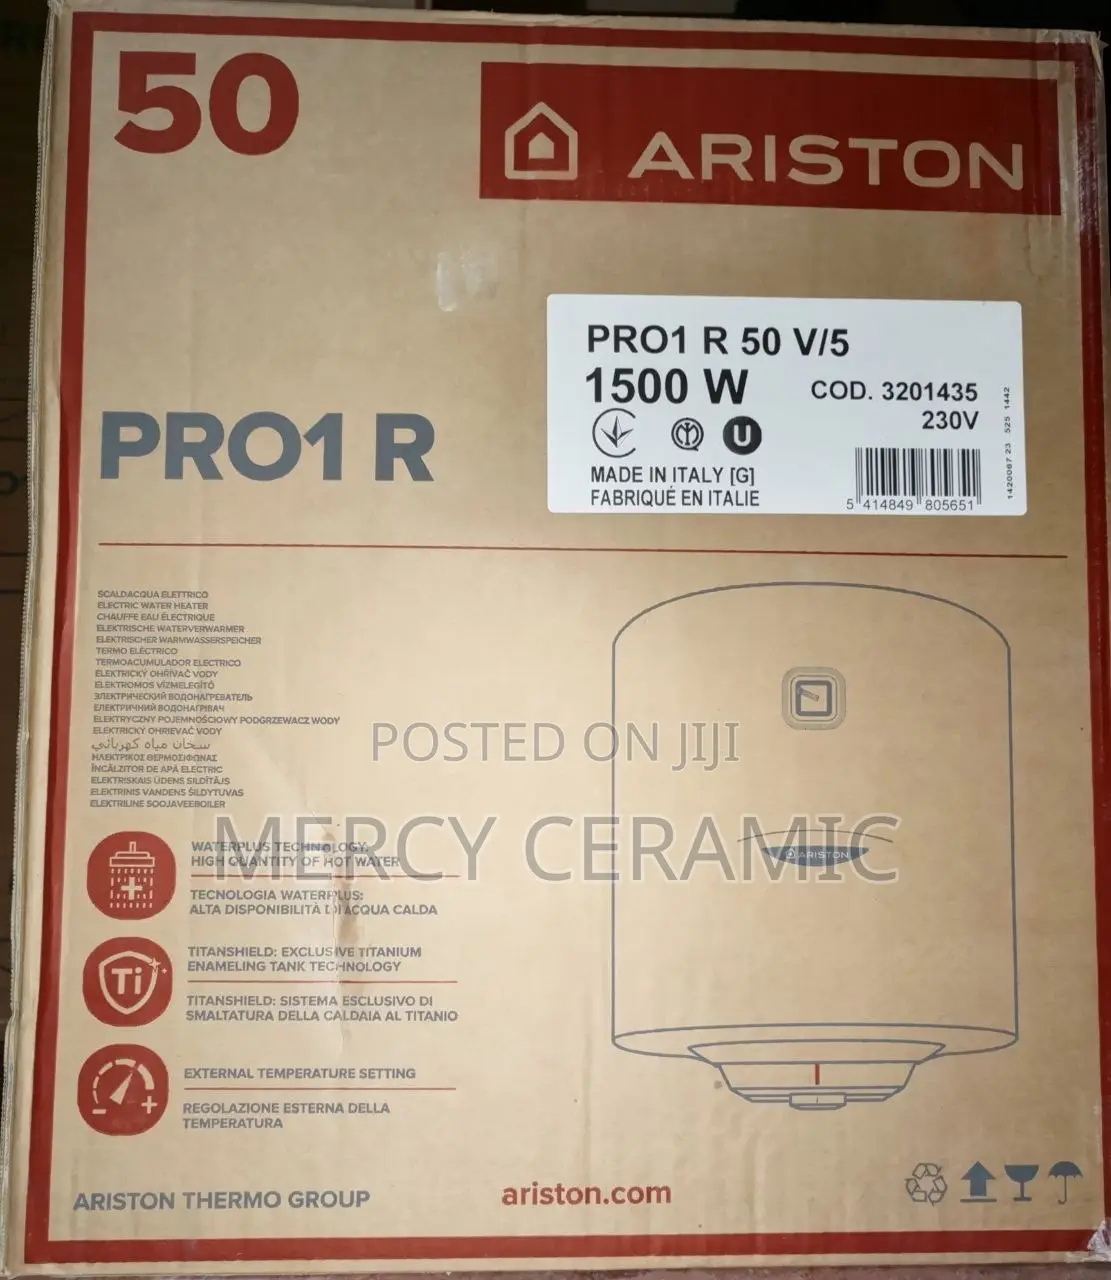 50
ARISTON
PRO1 R 50 V/5
1500 W
COD. 3201435
230V
U
MADE IN ITALY [G]
FABRIQUÉ EN ITALIE
5 414849 805651
1420067 23 525 1442
PRO1 R
SCALDACQUA ELETTRICO
ELECTRIC WATER HEATER
CHAUFFE EAU ÉLECTRIQUE
ELEKTRISCHE WATERVERWARMER
ELEKTRISCHER WARMWASSERSPEICHER
TERMO ELÉCTRICO
TERMOACUMULADOR ELECTRICO
ELEKTRICKÝ OHŘÍVAČ VODY
ELEKTROMOS VÍZMELEGÍTŐ
ЭЛЕКТРИЧЕСКИЙ ВОДОНАГРЕВАТЕЛЬ
ЕЛЕКТРИЧНИЙ ВОДОНАГРІВАЧ
ELEKTRYCZNY POJEMNOŚCIOWY PODGRZEWACZ WODY
ELEKTRICKY OHRIEVAČ VODY
سخان مياه كهربائي
ΗΛΕΚΤΡΙΚΟΣ ΘΕΡΜΟΣΙΦΩΝΑΣ
ÎNCĂLZITOR DE APĂ ELECTRIC
ELEKTRISKAIS ŪDENS SILDĪTĀJS
ELEKTRINIS VANDENS ŠILDYTUVAS
ELEKTRILINE SOOJAVEEBOILER
POSTED ON JIJI
MERCY CERAMIC
ARISTON
WATERPLUS TECHNOLOGY:
HIGH QUANTITY OF HOT WATER
TECNOLOGIA WATERPLUS:
ALTA DISPONIBILITÀ DI ACQUA CALDA
Ti
TITANSHIELD: EXCLUSIVE TITANIUM
ENAMELING TANK TECHNOLOGY
TITANSHIELD: SISTEMA ESCLUSIVO DI
SMALTATURA DELLA CALDAIA AL TITANIO
EXTERNAL TEMPERATURE SETTING
REGOLAZIONE ESTERNA DELLA
TEMPERATURA
ARISTON THERMO GROUP
ariston.com